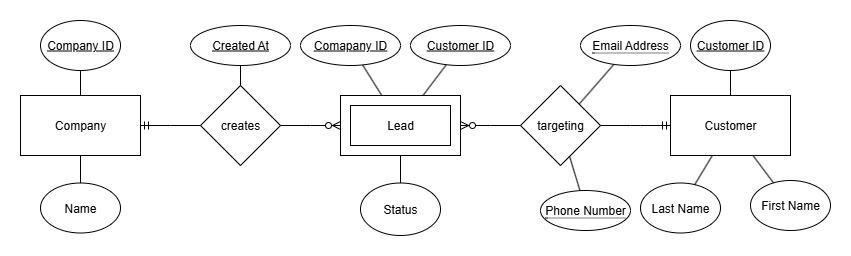 Company ID
Created At
Comapany ID
Customer ID
Email Address
Customer ID
Company
creates
Lead
targeting
Customer
Name
Status
Phone Number
Last Name
First Name